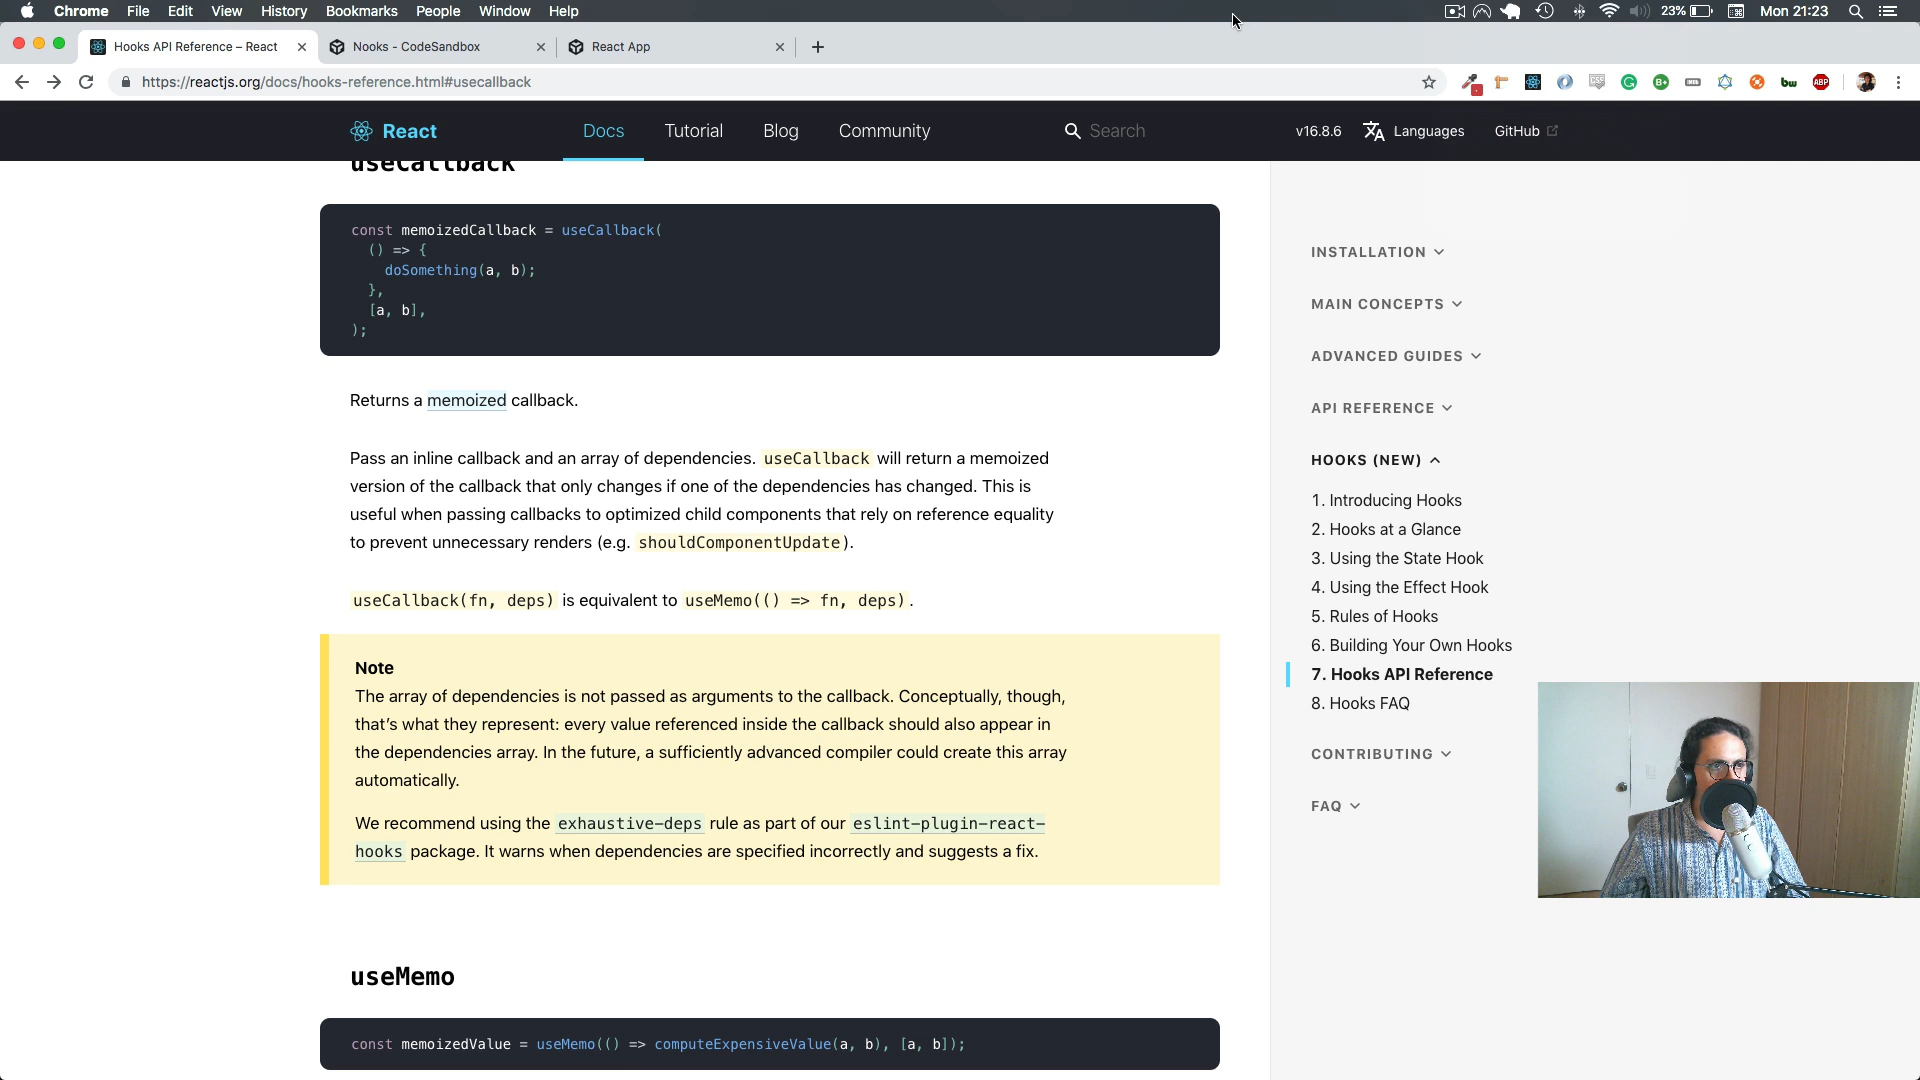 Chrome File Edit View History Bookmarks People Window Help 23% Mon 21:23
Hooks API Reference – React Nooks - CodeSandbox React App
https://reactjs.org/docs/hooks-reference.html#usecallback
React Docs Tutorial Blog Community Search v16.8.6 Languages GitHub
useCallback
const memoizedCallback = useCallback(
() => {
doSomething(a, b);
},
[a, b],
);
Returns a memoized callback.
Pass an inline callback and an array of dependencies. useCallback will return a memoized
version of the callback that only changes if one of the dependencies has changed. This is
useful when passing callbacks to optimized child components that rely on reference equality
to prevent unnecessary renders (e.g. shouldComponentUpdate).
useCallback(fn, deps) is equivalent to useMemo(() => fn, deps).
Note
The array of dependencies is not passed as arguments to the callback. Conceptually, though,
that’s what they represent: every value referenced inside the callback should also appear in
the dependencies array. In the future, a sufficiently advanced compiler could create this array
automatically.
We recommend using the exhaustive-deps rule as part of our eslint-plugin-react-
hooks package. It warns when dependencies are specified incorrectly and suggests a fix.
useMemo
const memoizedValue = useMemo(() => computeExpensiveValue(a, b), [a, b]);
INSTALLATION
MAIN CONCEPTS
ADVANCED GUIDES
API REFERENCE
HOOKS (NEW)
1. Introducing Hooks
2. Hooks at a Glance
3. Using the State Hook
4. Using the Effect Hook
5. Rules of Hooks
6. Building Your Own Hooks
7. Hooks API Reference
8. Hooks FAQ
CONTRIBUTING
FAQ